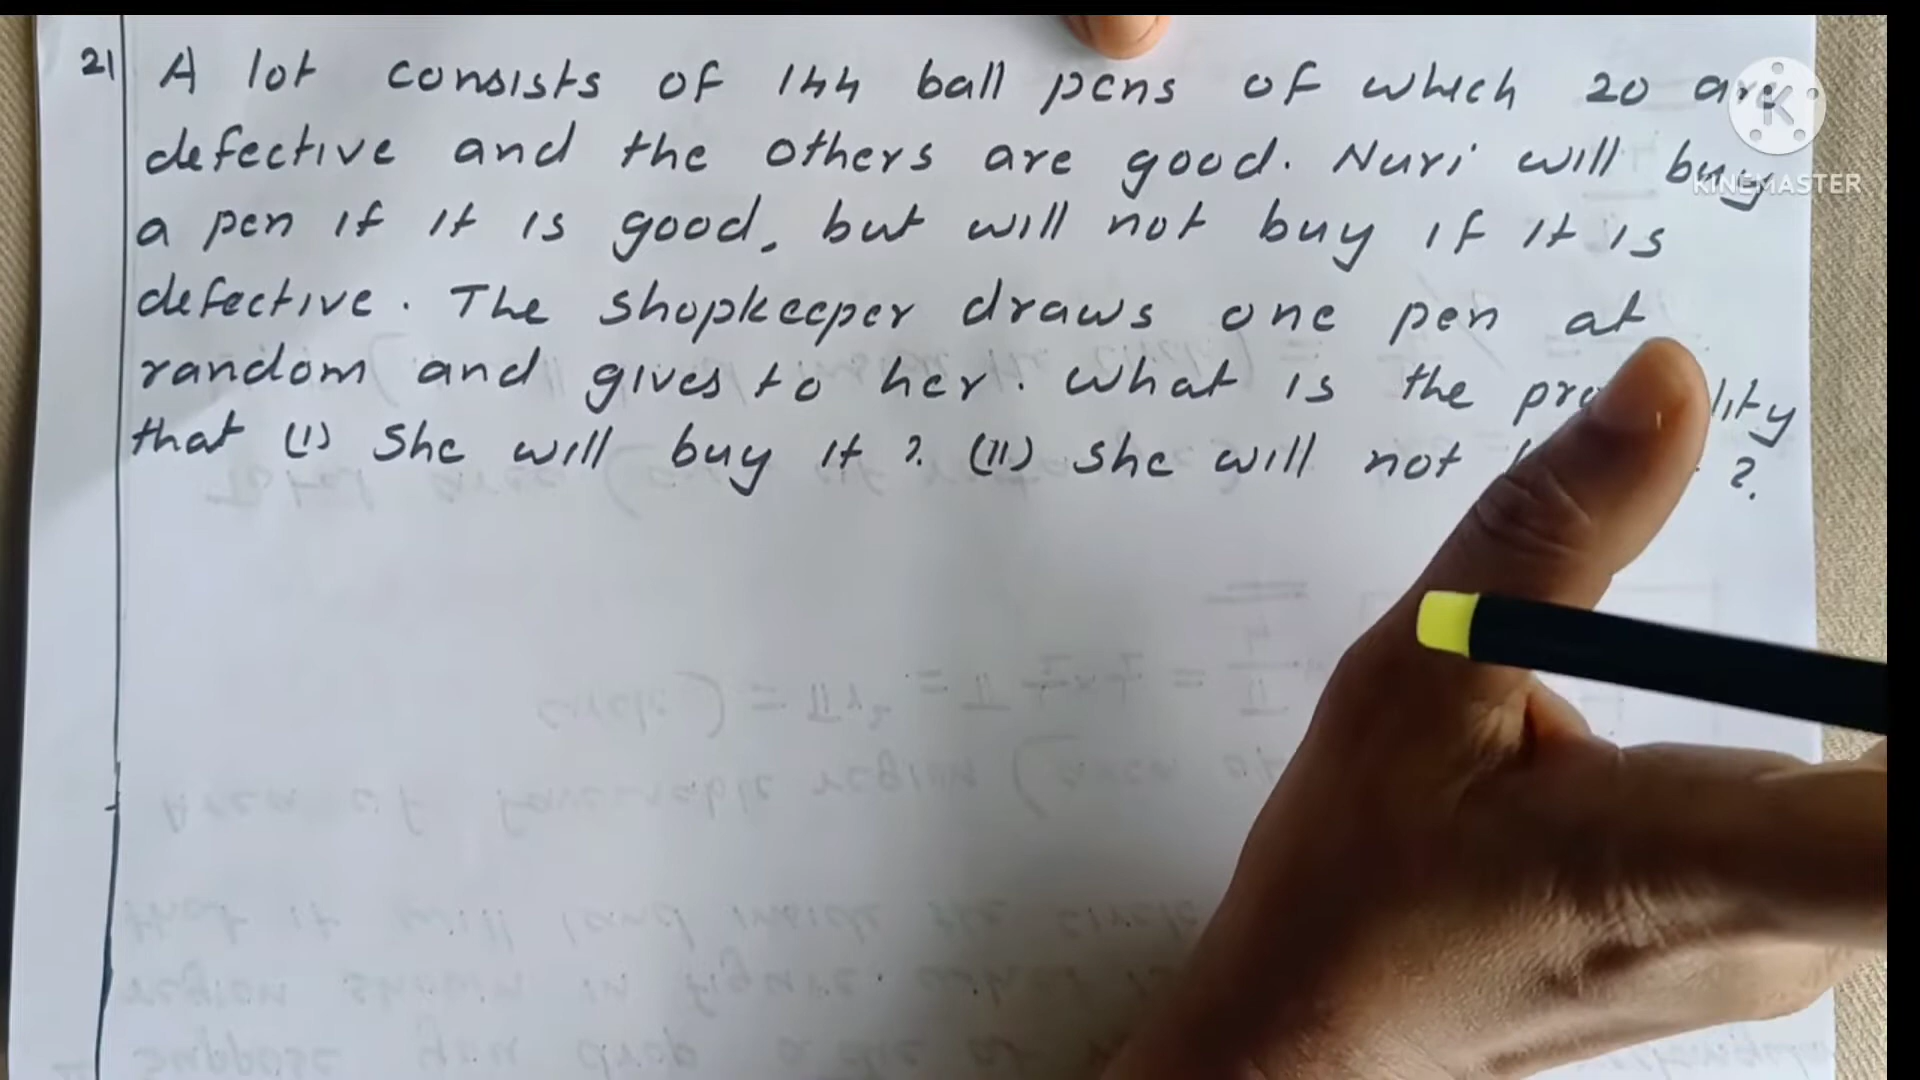 21 A lot consists of 144 ball pens of which 20 are
defective and the others are good. Nuri will buy
a pen if it is good, but will not buy if it is
defective. The shopkeeper draws one pen at
random and gives to her. What is the
that (i) She will buy it ? (ii) she will not ?
K
KINEMASTER